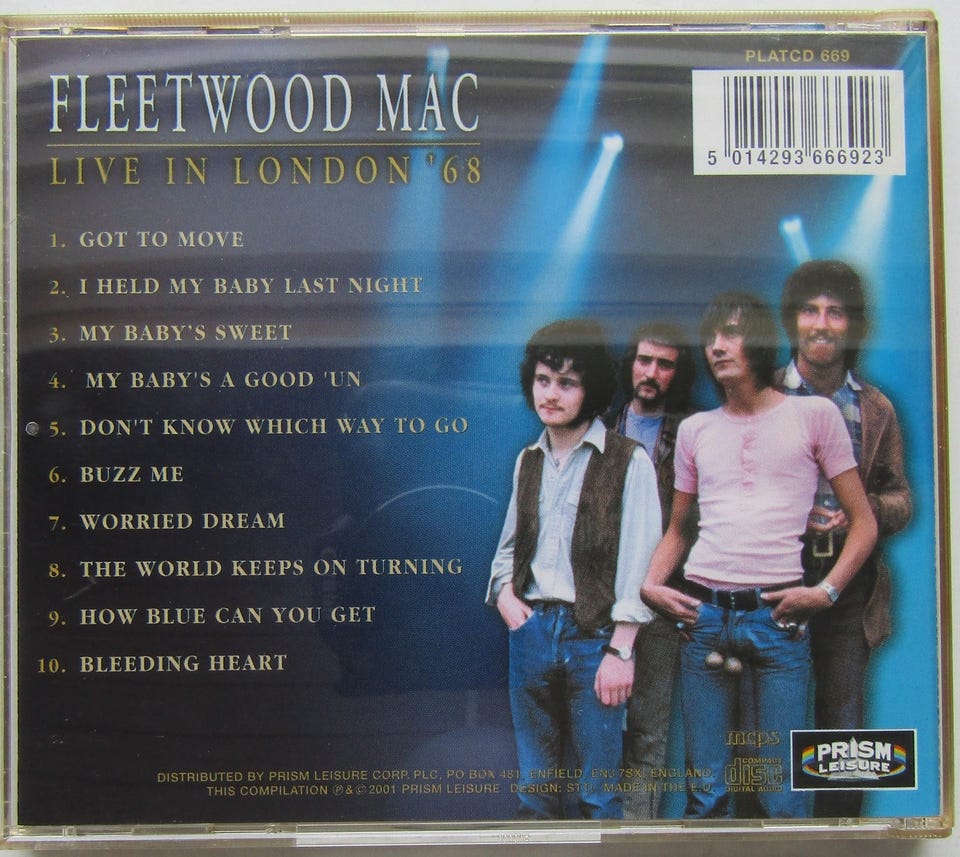 PLATCD 669
FLEETWOOD MAC
LIVE IN LONDON '68
5 014293 666923
1. GOT TO MOVE
2. I HELD MY BABY LAST NIGHT
3. MY BABY'S SWEET
4. MY BABY'S A GOOD 'UN
5. DON'T KNOW WHICH WAY TO GO
6. BUZZ ME
7. WORRIED DREAM
8. THE WORLD KEEPS ON TURNING
9. HOW BLUE CAN YOU GET
10. BLEEDING HEART
mcps
COMPACT
disc
DIGITAL AUDIO
PRISM
LEISURE
DISTRIBUTED BY PRISM LEISURE CORP. PLC, PO BOX 481, ENFIELD, EN3 7SX, ENGLAND.
THIS COMPILATION ℗ & © 2001 PRISM LEISURE DESIGN: MADE IN THE E.U.